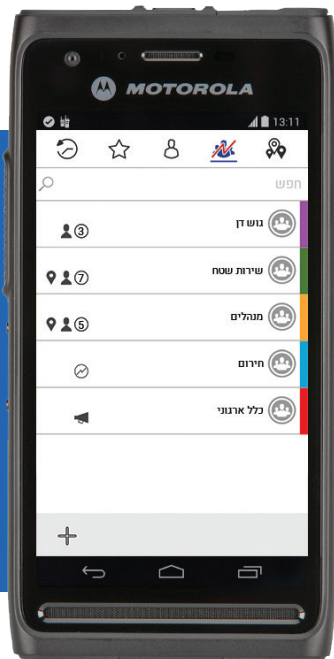 MOTOROLA
13:11
חפש
גוש דן
3
שירות שטח
7
מנהלים
5
חירום
כלל ארגוני